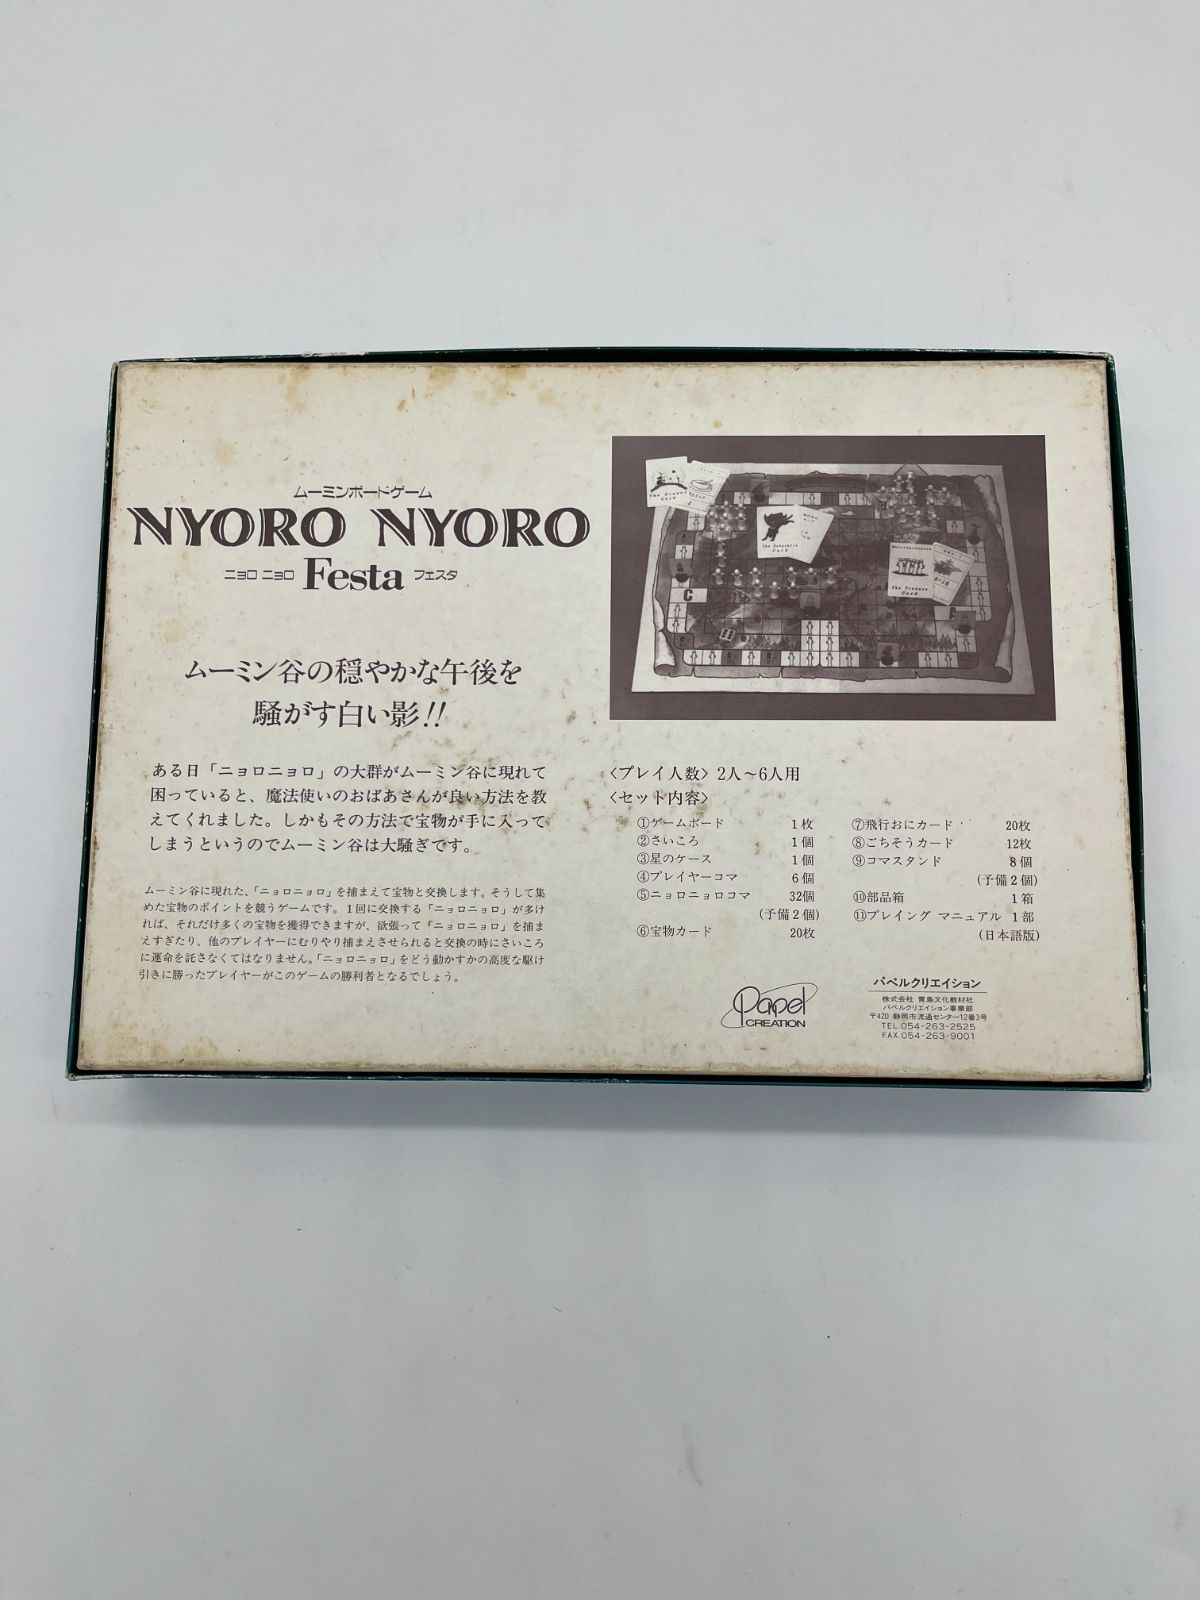 ムーミンボードゲーム
NYORO NYORO
ニョロ ニョロ Festa フェスタ
ムーミン谷の穏やかな午後を
騒がす白い影!!
ある日「ニョロニョロ」の大群がムーミン谷に現れて
困っていると、魔法使いのおばあさんが良い方法を教
えてくれました。しかもその方法で宝物が手に入って
しまうというのでムーミン谷は大騒ぎです。
ムーミン谷に現れた、「ニョロニョロ」を捕まえて宝物と交換します。そうして集
めた宝物のポイントを競うゲームです。1回に交換する「ニョロニョロ」が多け
れば、それだけ多くの宝物を獲得できますが、欲張って「ニョロニョロ」を捕ま
えすぎたり、他のプレイヤーにむりやり捕まえさせられると交換の時にさいころ
に運命を託さなくてはなりません。「ニョロニョロ」をどう動かすかの高度な駆け
引きに勝ったプレイヤーがこのゲームの勝利者となるでしょう。
The Dinner
Card
The Hobgoblin
Card
The Treasure
Card
C
〈プレイ人数〉2人〜6人用
〈セット内容〉
①ゲームボード 1枚
②さいころ 1個
③星のケース 1個
④プレイヤーコマ 6個
⑤ニョロニョロコマ 32個
(予備2個)
⑥宝物カード 20枚
⑦飛行おにカード 20枚
⑧ごちそうカード 12枚
⑨コマスタンド 8個
(予備2個)
⑩部品箱 1箱
⑪プレイング マニュアル 1部
(日本語版)
Papel
CREATION
パペルクリエイション
株式会社 青島文化教材社
パペルクリエイション事業部
〒420 静岡市流通センター12番3号
TEL.054-263-2525
FAX.054-263-9001